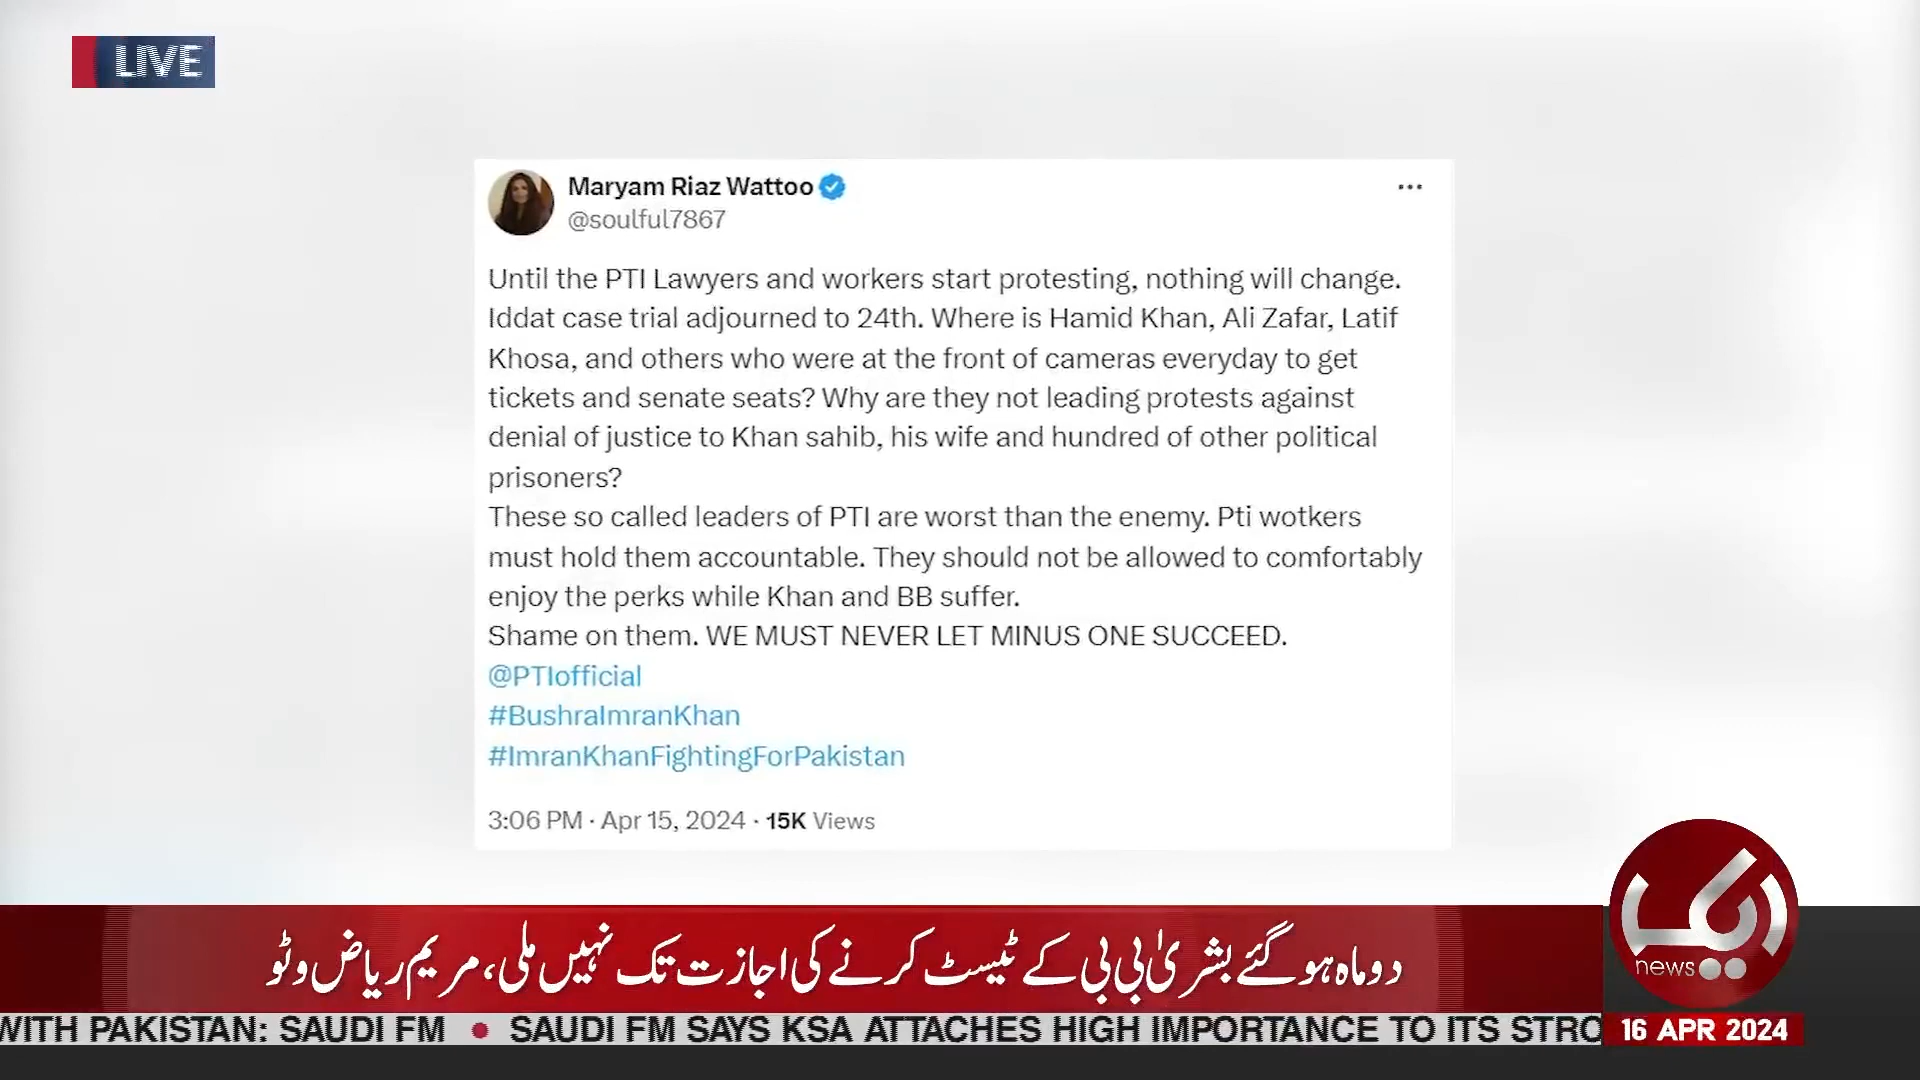 LIVE
Maryam Riaz Wattoo
@soulful7867
Until the PTI Lawyers and workers start protesting, nothing will change.
Iddat case trial adjourned to 24th. Where is Hamid Khan, Ali Zafar, Latif
Khosa, and others who were at the front of cameras everyday to get
tickets and senate seats? Why are they not leading protests against
denial of justice to Khan sahib, his wife and hundred of other political
prisoners?
These so called leaders of PTI are worst than the enemy. Pti wotkers
must hold them accountable. They should not be allowed to comfortably
enjoy the perks while Khan and BB suffer.
Shame on them. WE MUST NEVER LET MINUS ONE SUCCEED.
@PTIofficial
#BushraImranKhan
#ImranKhanFightingForPakistan
3:06 PM · Apr 15, 2024 · 15K Views
دو ماہ ہو گئے بشریٰ بی بی کے ٹیسٹ کرنے کی اجازت تک نہیں ملی، مریم ریاض وٹو
ایک
news
WITH PAKISTAN: SAUDI FM • SAUDI FM SAYS KSA ATTACHES HIGH IMPORTANCE TO ITS STRO
16 APR 2024